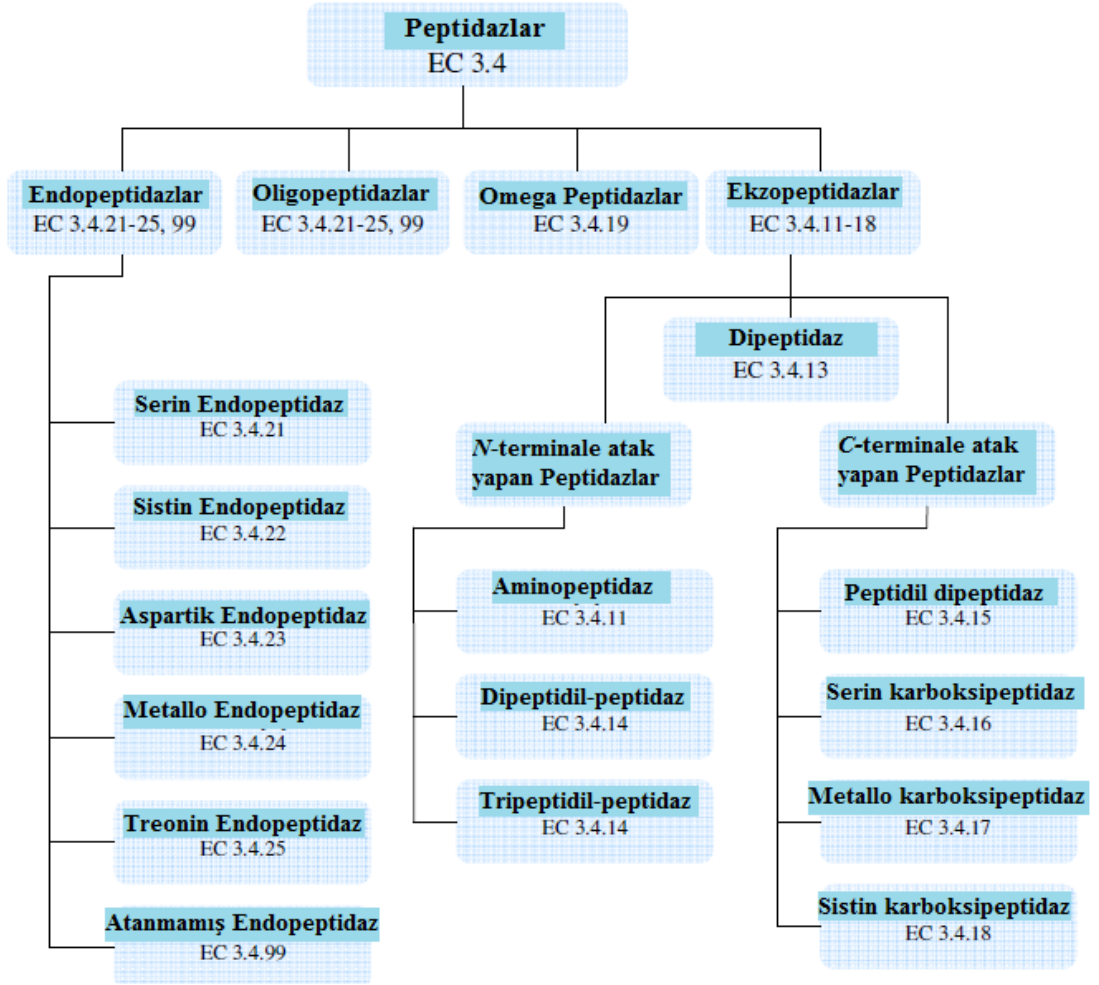 Peptidazlar
EC 3.4
Endopeptidazlar
EC 3.4.21-25, 99
Oligopeptidazlar
EC 3.4.21-25, 99
Omega Peptidazlar
EC 3.4.19
Ekzopeptidazlar
EC 3.4.11-18
Dipeptidaz
EC 3.4.13
Serin Endopeptidaz
EC 3.4.21
Sistin Endopeptidaz
EC 3.4.22
Aspartik Endopeptidaz
EC 3.4.23
Metallo Endopeptidaz
EC 3.4.24
Treonin Endopeptidaz
EC 3.4.25
Atanmamış Endopeptidaz
EC 3.4.99
N-terminale atak
yapan Peptidazlar
Aminopeptidaz
EC 3.4.11
Dipeptidil-peptidaz
EC 3.4.14
Tripeptidil-peptidaz
EC 3.4.14
C-terminale atak
yapan Peptidazlar
Peptidil dipeptidaz
EC 3.4.15
Serin karboksipeptidaz
EC 3.4.16
Metallo karboksipeptidaz
EC 3.4.17
Sistin karboksipeptidaz
EC 3.4.18